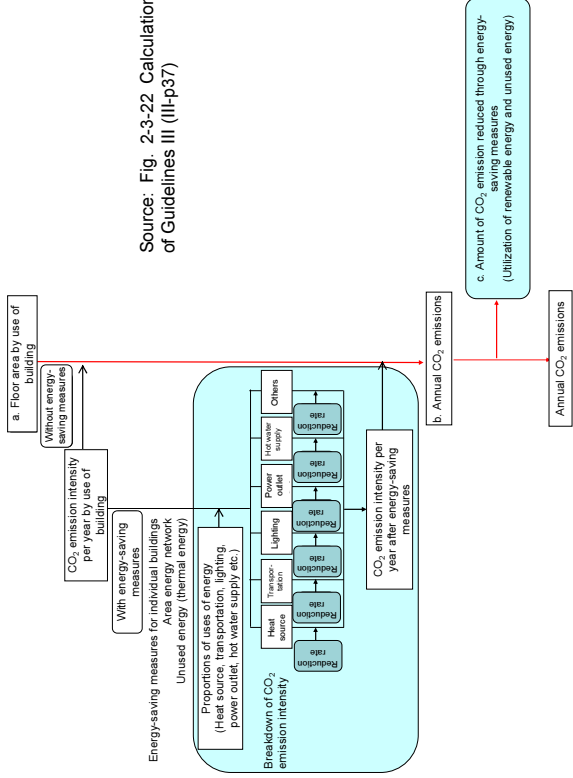 a. Floor area by use of
building
Without energy-
saving measures
CO₂ emission intensity
per year by use of
building
With energy-saving
measures
Energy-saving measures for individual buildings
Area energy network
Unused energy (thermal energy)
Proportions of uses of energy
(Heat source, transportation, lighting,
power outlet, hot water supply etc.)
Breakdown of CO₂
emission intensity
Heat
source
Transpor-
tation
Lighting
Power
outlet
Hot water
supply
Others
Reduction
rate
Reduction
rate
Reduction
rate
Reduction
rate
Reduction
rate
Reduction
rate
CO₂ emission intensity per
year after energy-saving
measures
b. Annual CO₂ emissions
c. Amount of CO₂ emission reduced through energy-
saving measures
(Utilization of renewable energy and unused energy)
Annual CO₂ emissions
Source: Fig. 2-3-22 Calculation
of Guidelines III (III-p37)